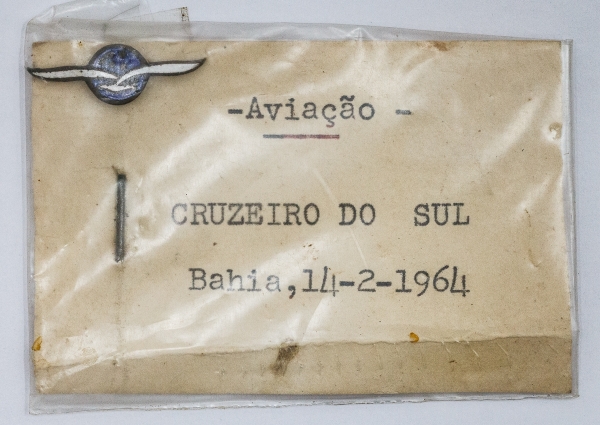 -Aviação -
CRUZEIRO DO SUL
Bahia,14-2-1964